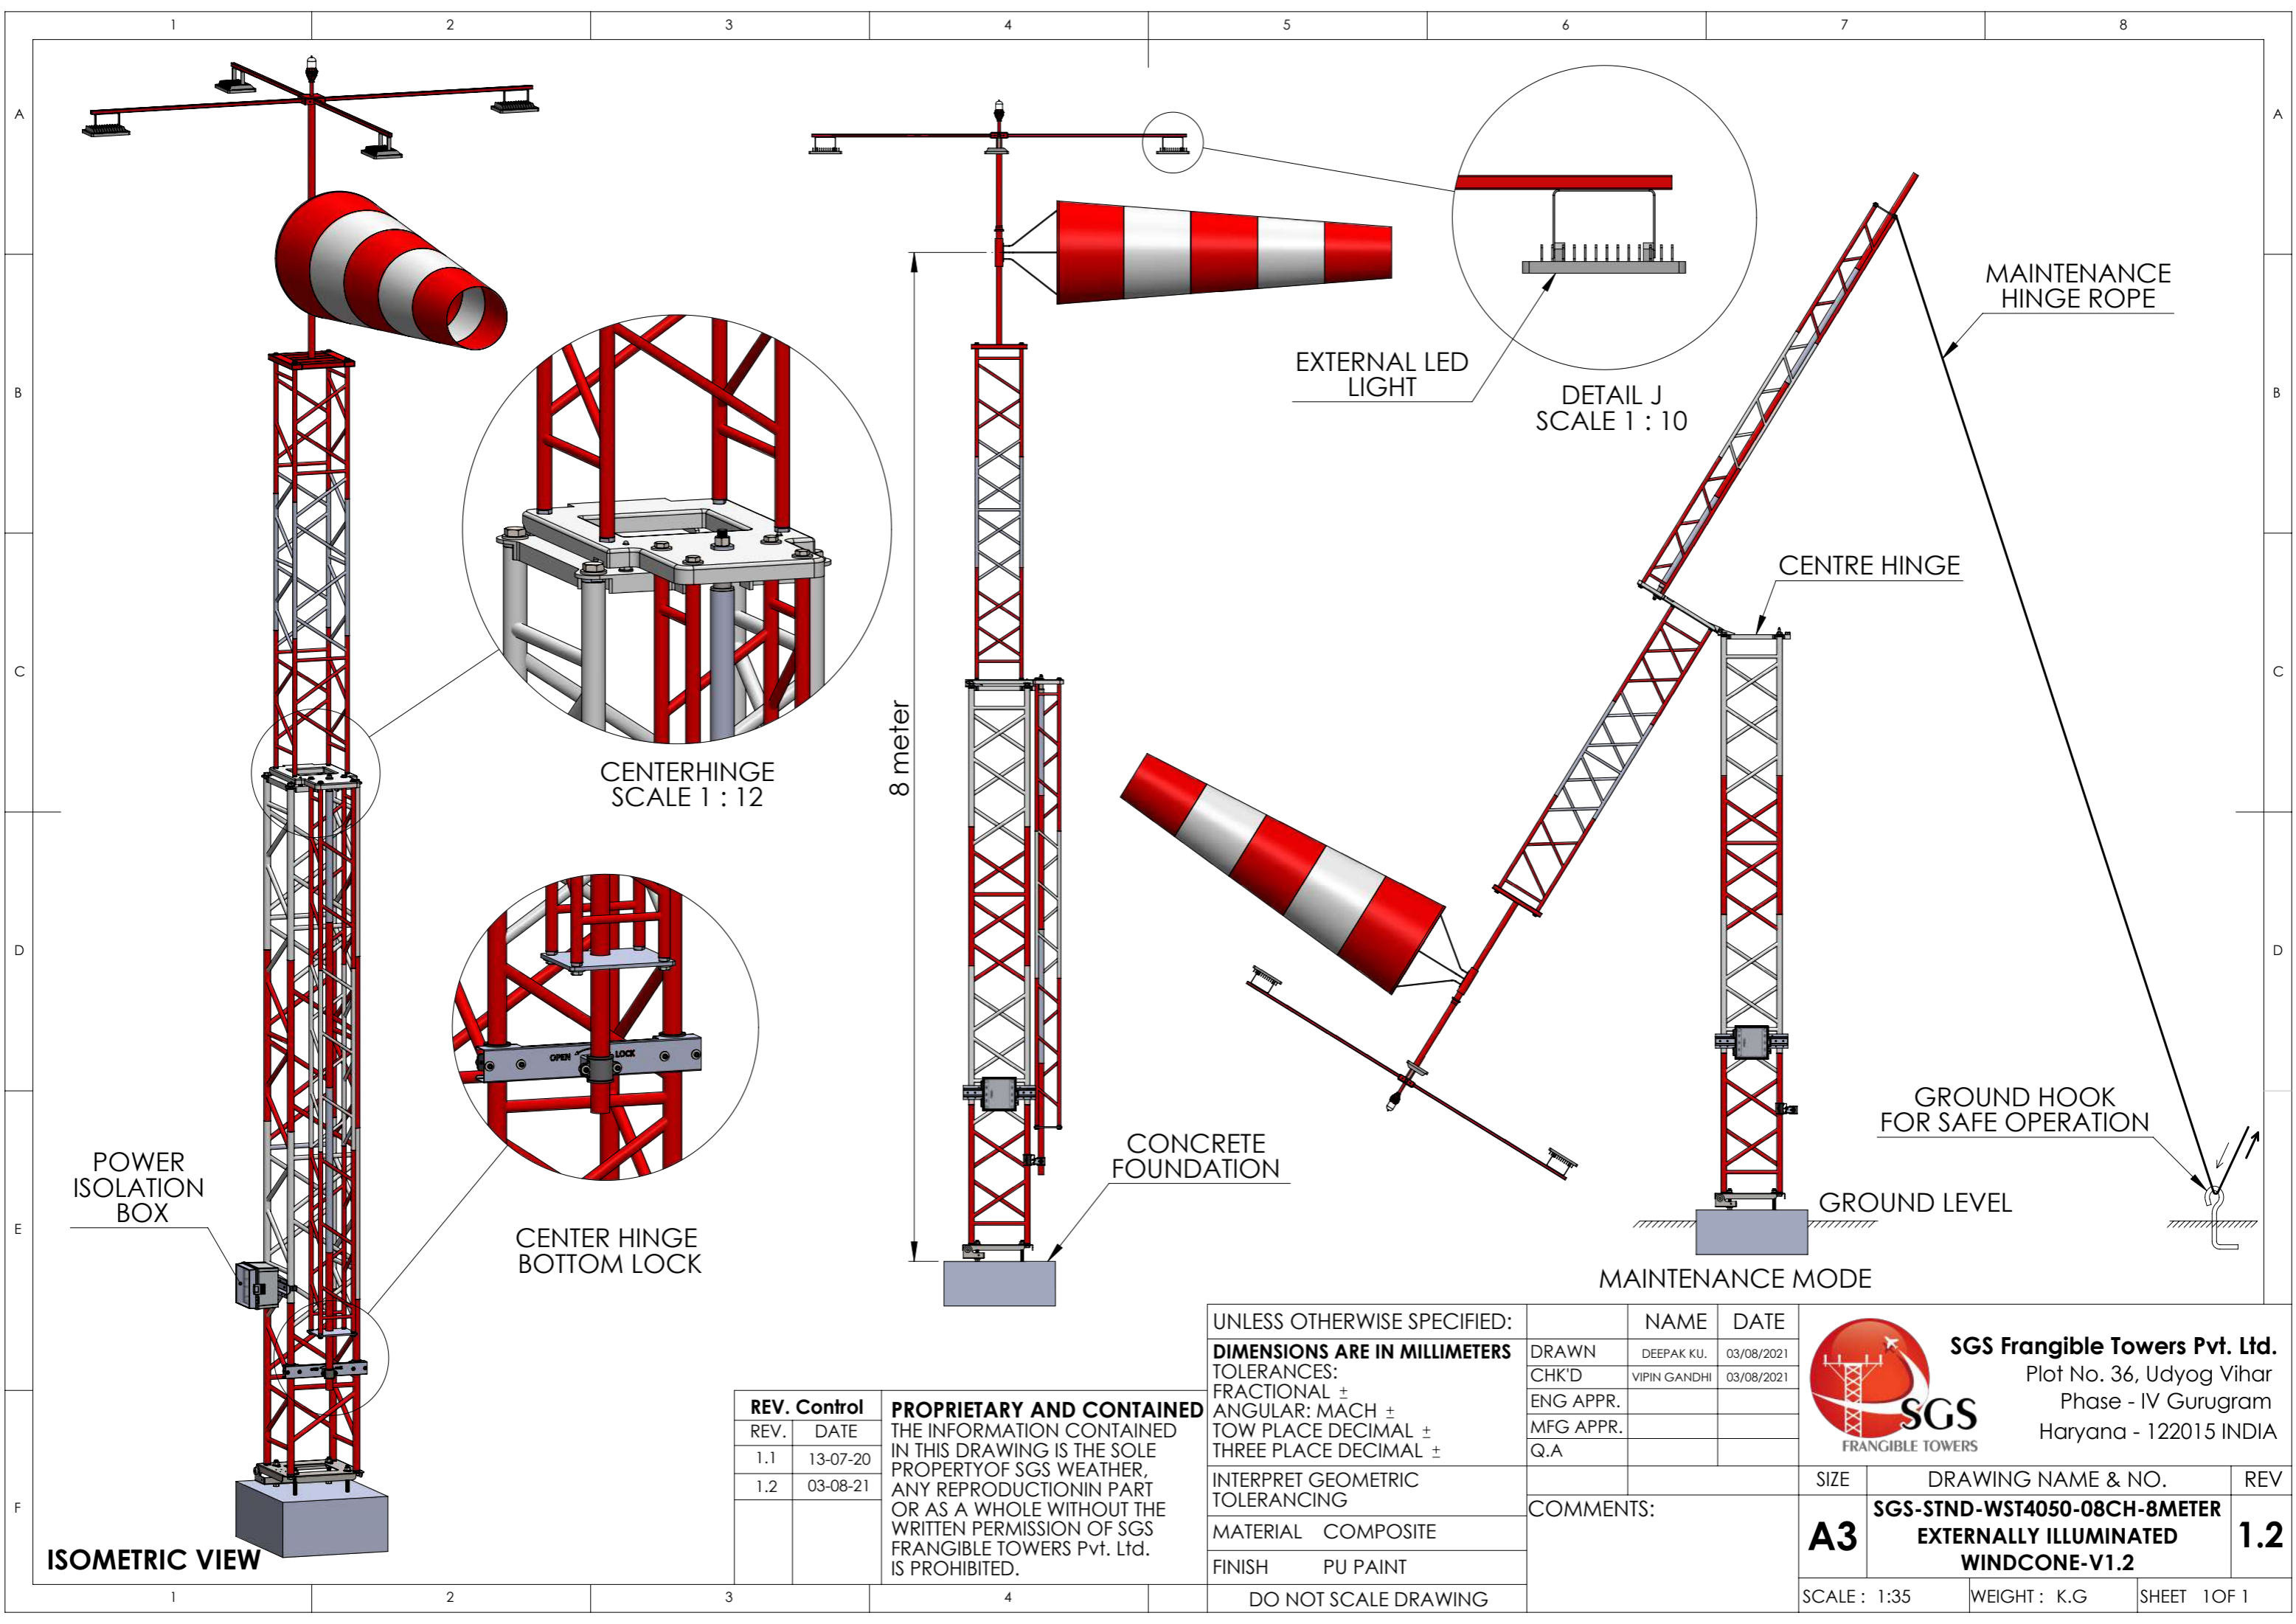 1 2 3 4 5 6 7 8
A A
B B
C C
D D
E
F
EXTERNAL LED
LIGHT
DETAIL J
SCALE 1 : 10
MAINTENANCE
HINGE ROPE
CENTRE HINGE
CENTERHINGE
SCALE 1 : 12
8 meter
OPEN LOCK
CENTER HINGE
BOTTOM LOCK
POWER
ISOLATION
BOX
CONCRETE
FOUNDATION
GROUND HOOK
FOR SAFE OPERATION
GROUND LEVEL
MAINTENANCE MODE
ISOMETRIC VIEW
REV. Control
REV. DATE
1.1 13-07-20
1.2 03-08-21
PROPRIETARY AND CONTAINED
THE INFORMATION CONTAINED
IN THIS DRAWING IS THE SOLE
PROPERTYOF SGS WEATHER,
ANY REPRODUCTIONIN PART
OR AS A WHOLE WITHOUT THE
WRITTEN PERMISSION OF SGS
FRANGIBLE TOWERS Pvt. Ltd.
IS PROHIBITED.
UNLESS OTHERWISE SPECIFIED:
DIMENSIONS ARE IN MILLIMETERS
TOLERANCES:
FRACTIONAL ±
ANGULAR: MACH ±
TOW PLACE DECIMAL ±
THREE PLACE DECIMAL ±
INTERPRET GEOMETRIC
TOLERANCING
MATERIAL COMPOSITE
FINISH PU PAINT
DO NOT SCALE DRAWING
NAME DATE
DRAWN DEEPAK KU. 03/08/2021
CHK'D VIPIN GANDHI 03/08/2021
ENG APPR.
MFG APPR.
Q.A
COMMENTS:
SGS
FRANGIBLE TOWERS
SGS Frangible Towers Pvt. Ltd.
Plot No. 36, Udyog Vihar
Phase - IV Gurugram
Haryana - 122015 INDIA
SIZE DRAWING NAME & NO. REV
A3
SGS-STND-WST4050-08CH-8METER
EXTERNALLY ILLUMINATED
WINDCONE-V1.2
1.2
SCALE : 1:35 WEIGHT : K.G SHEET 1OF 1
1 2 3 4